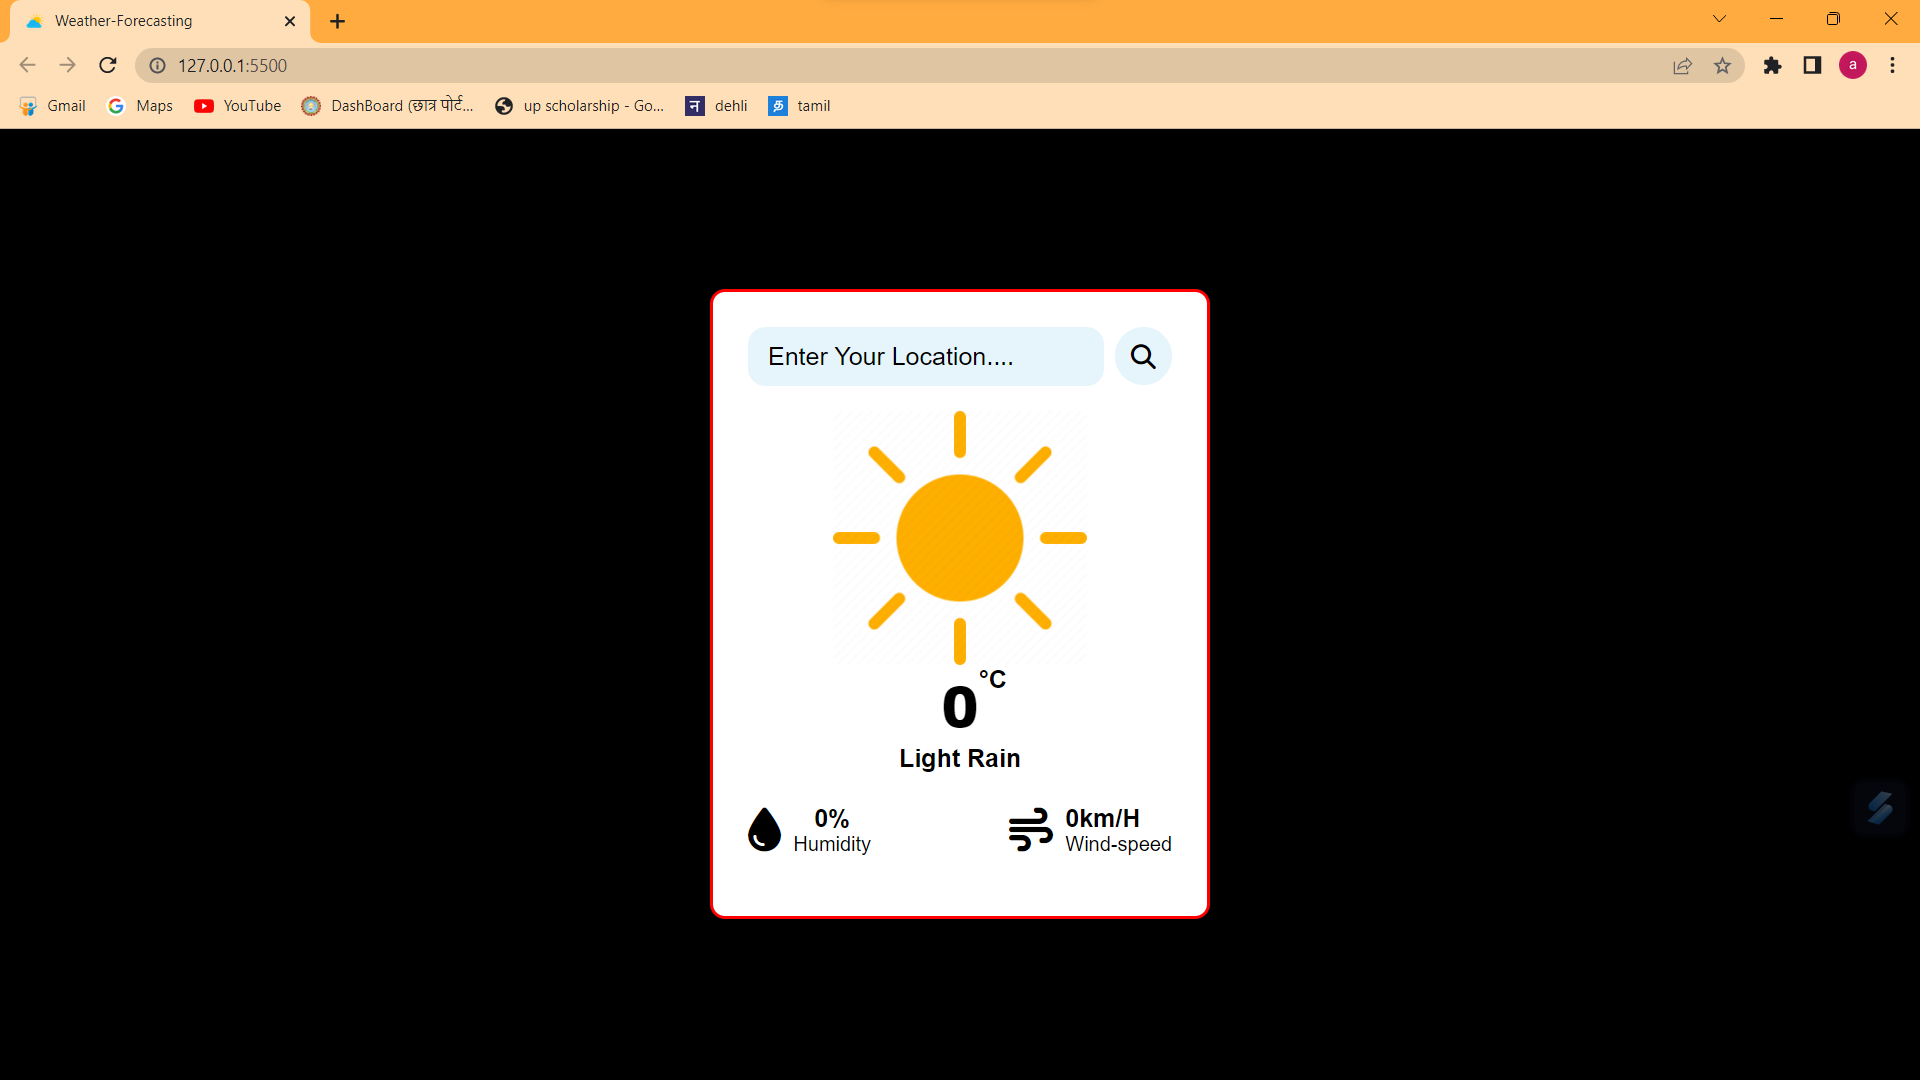 Weather-Forecasting
127.0.0.1:5500
a
Gmail Maps YouTube DashBoard (छात्र पोर्ट... up scholarship - Go... dehli tamil
Enter Your Location....
0°C
Light Rain
0% 0km/H
Humidity Wind-speed